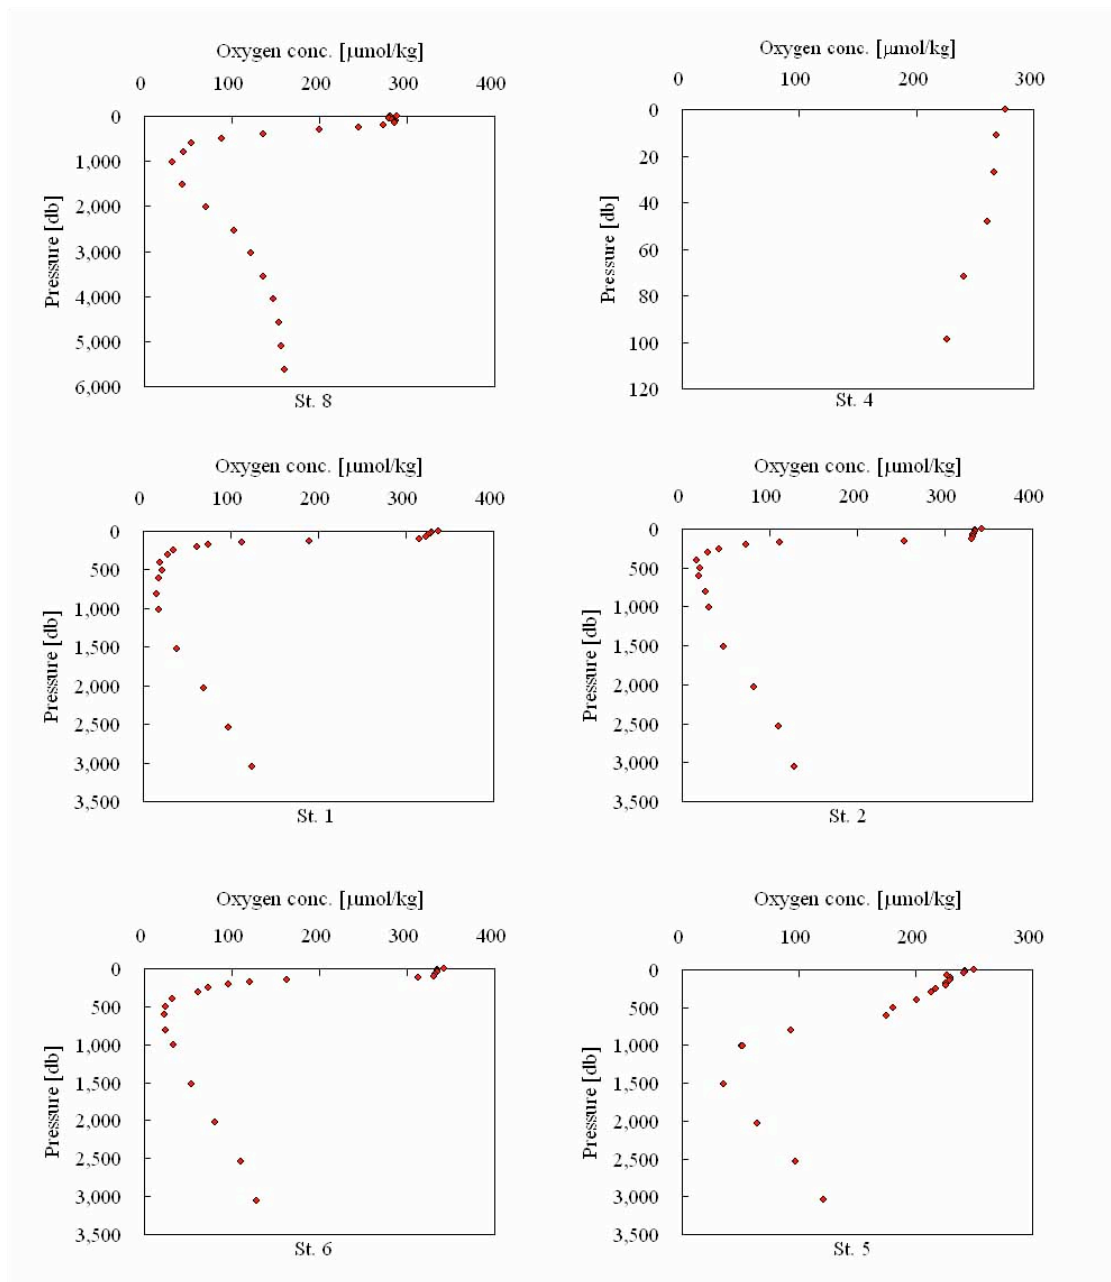 Oxygen conc. [µmol/kg]
0 100 200 300 400
0
1,000
2,000
3,000
4,000
5,000
6,000
Pressure [db]
St. 8
Oxygen conc. [µmol/kg]
0 100 200 300
0
20
40
60
80
100
120
Pressure [db]
St. 4
Oxygen conc. [µmol/kg]
0 100 200 300 400
0
500
1,000
1,500
2,000
2,500
3,000
3,500
Pressure [db]
St. 1
Oxygen conc. [µmol/kg]
0 100 200 300 400
0
500
1,000
1,500
2,000
2,500
3,000
3,500
Pressure [db]
St. 2
Oxygen conc. [µmol/kg]
0 100 200 300 400
0
500
1,000
1,500
2,000
2,500
3,000
3,500
Pressure [db]
St. 6
Oxygen conc. [µmol/kg]
0 100 200 300
0
500
1,000
1,500
2,000
2,500
3,000
3,500
Pressure [db]
St. 5